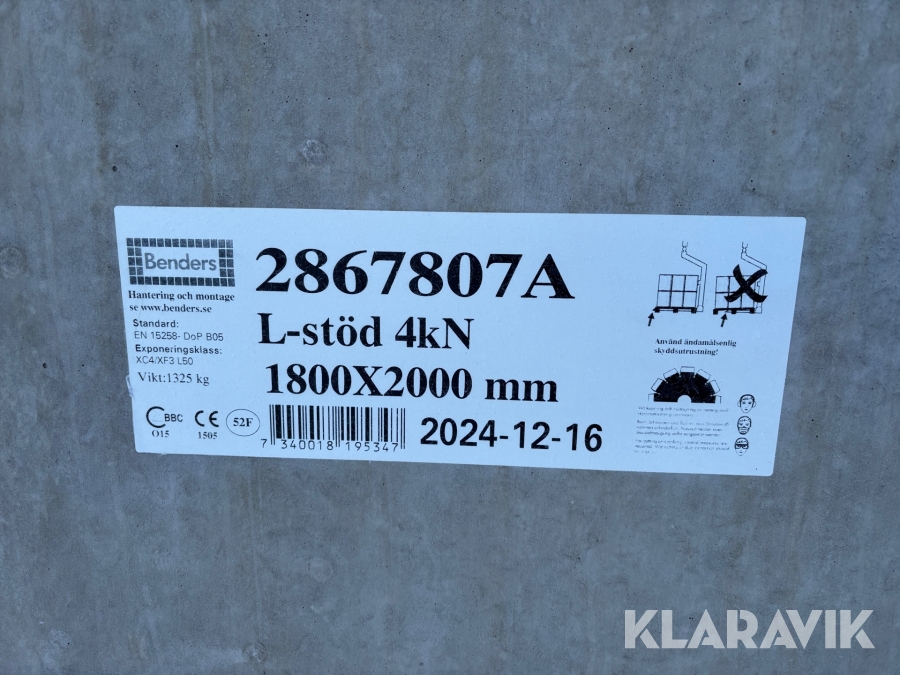 Benders
Hantering och montage
se www.benders.se
Standard:
EN 15258- DoP B05
Exponeringsklass:
XC4/XF3 L50
Vikt:1325 kg
CBBC
O15
CE
1505
52F
2867807A
L-stöd 4kN
1800X2000 mm
7 340018 195347
2024-12-16
Använd ändamålsenlig
skyddsutrustning!
KLARAVIK